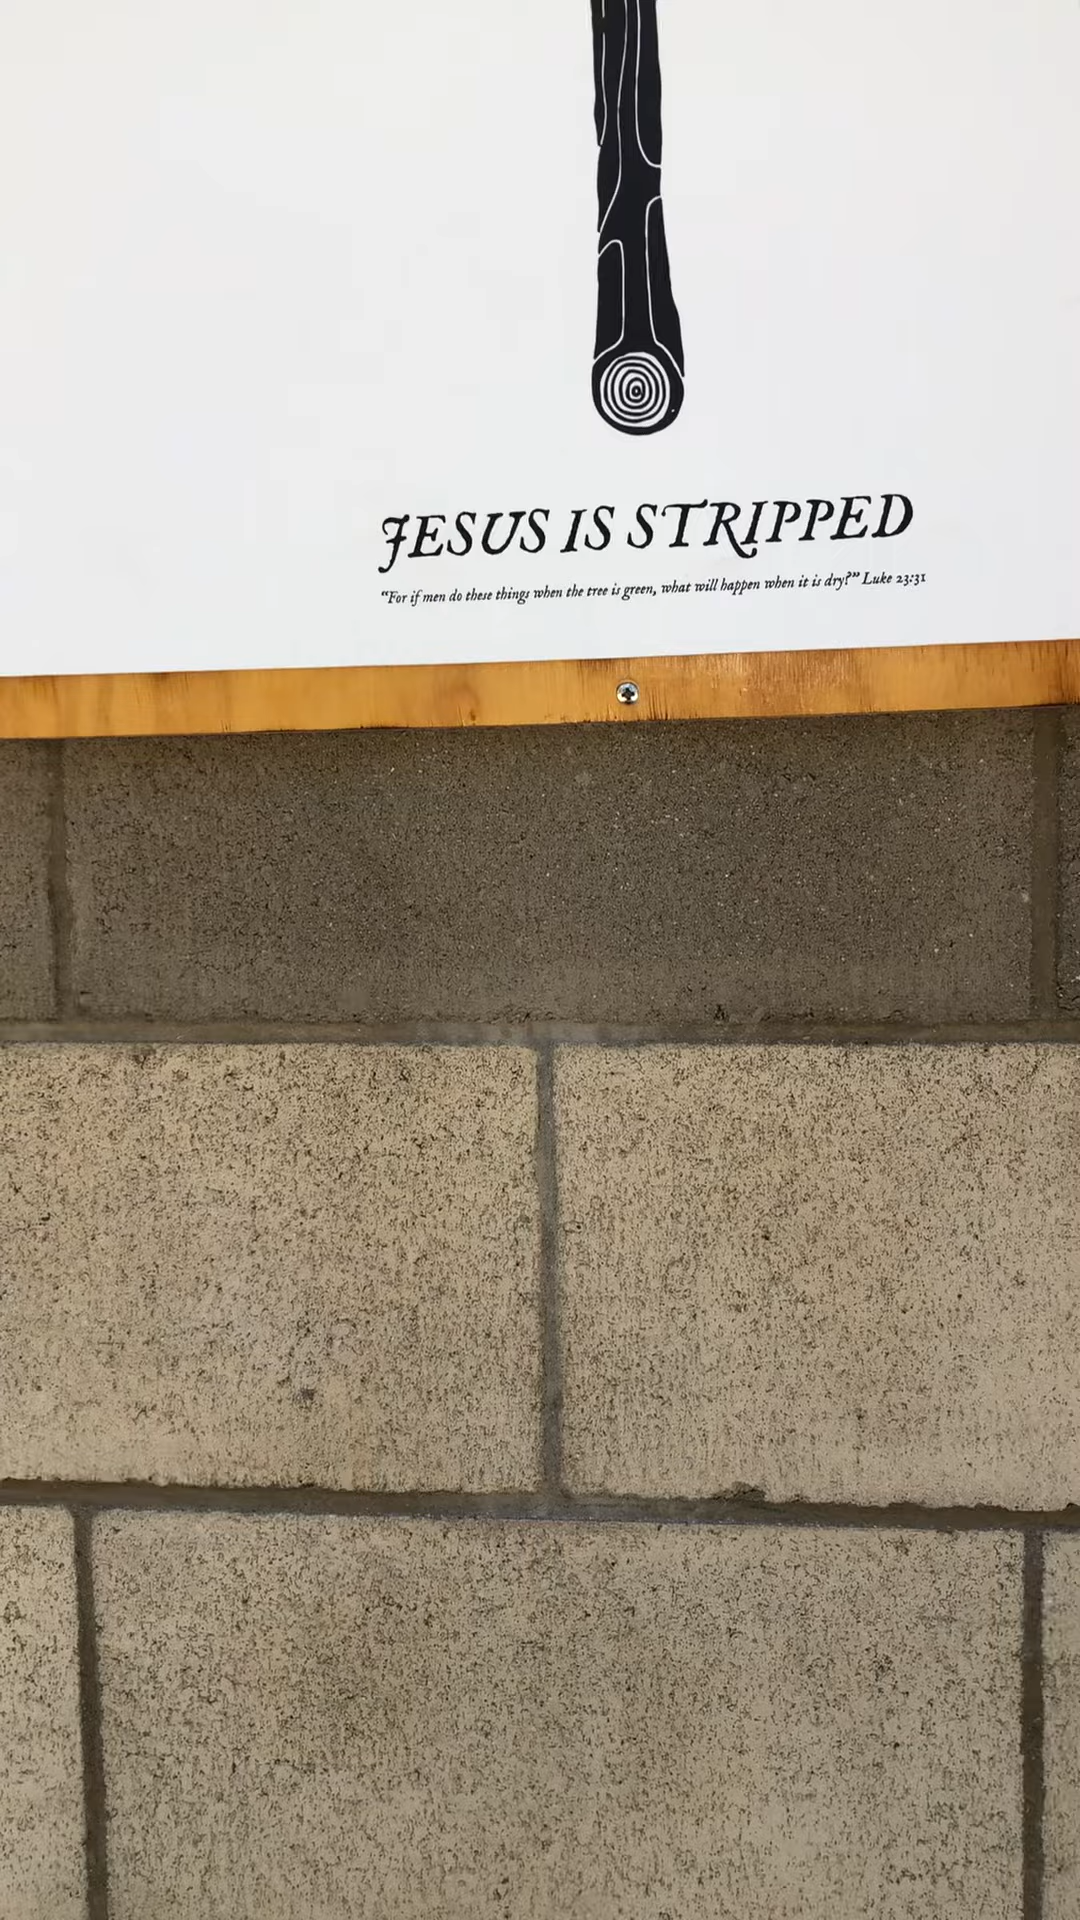 JESUS IS STRIPPED
“For if men do these things when the tree is green, what will happen when it is dry?” Luke 23:31